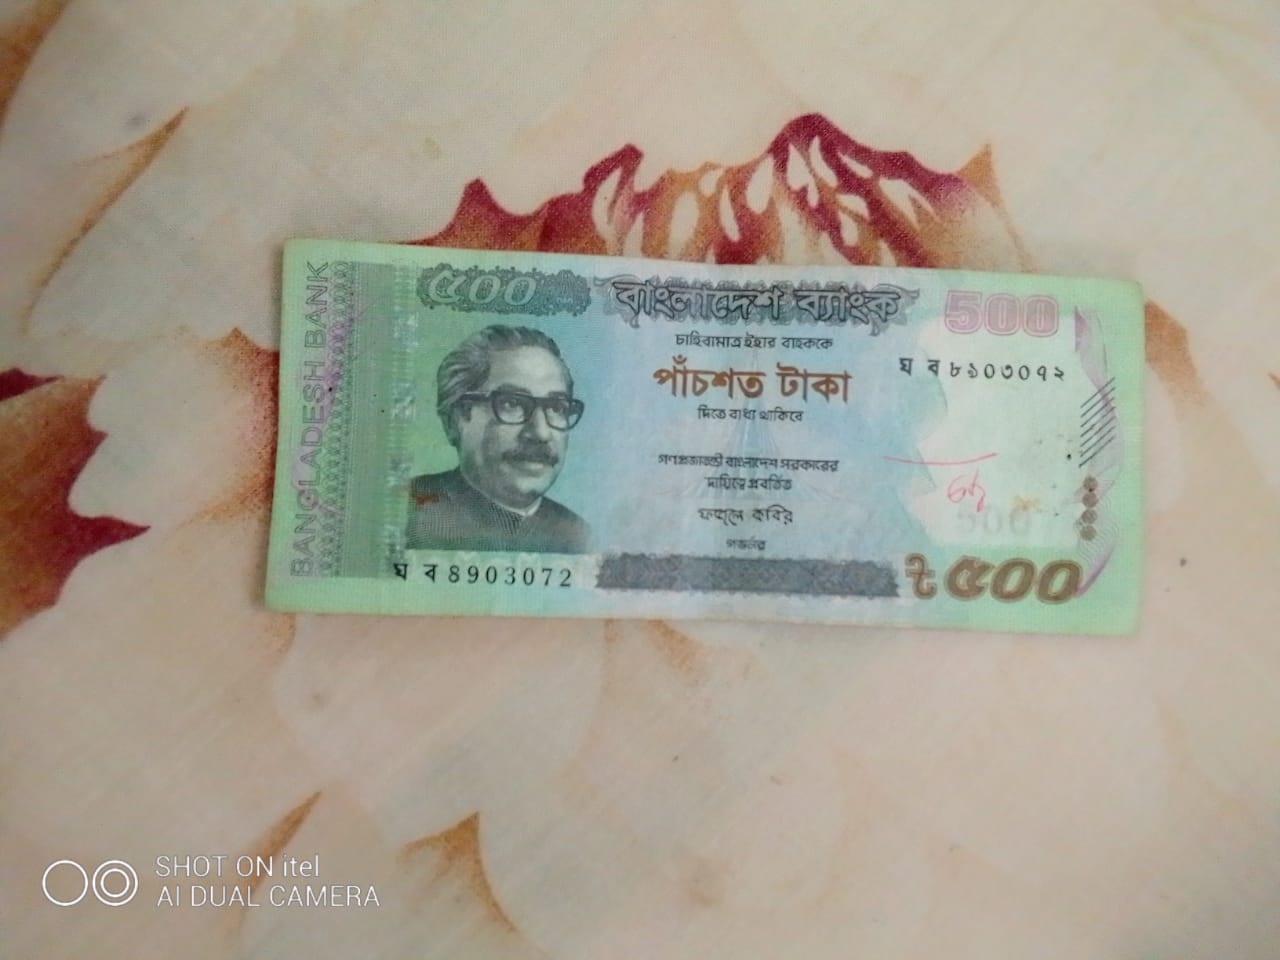 BANGLADESH BANK
৫০০
বাংলাদেশ ব্যাংক
500
চাহিবামাত্র ইহার বাহককে
পাঁচশত টাকা
দিতে বাধ্য থাকিবে
ঘ ব ৮৯০৩০৭২
গণপ্রজাতন্ত্রী বাংলাদেশ সরকারের
দায়িত্বে প্রবর্তিত
ফজলে কবির
গভর্নর
500
ঘ ব 8903072
৳ ৫০০
SHOT ON itel
AI DUAL CAMERA